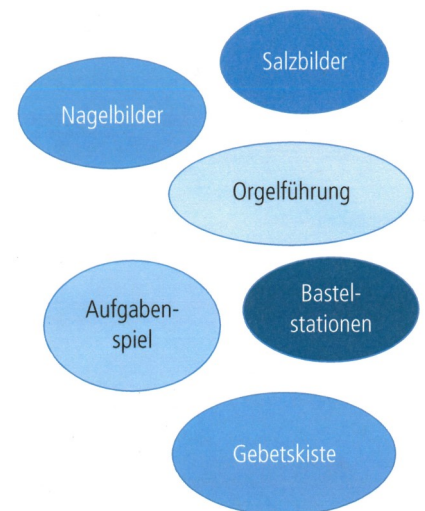 Salzbilder
Nagelbilder
Orgelführung
Aufgaben-
spiel
Bastel-
stationen
Gebetskiste